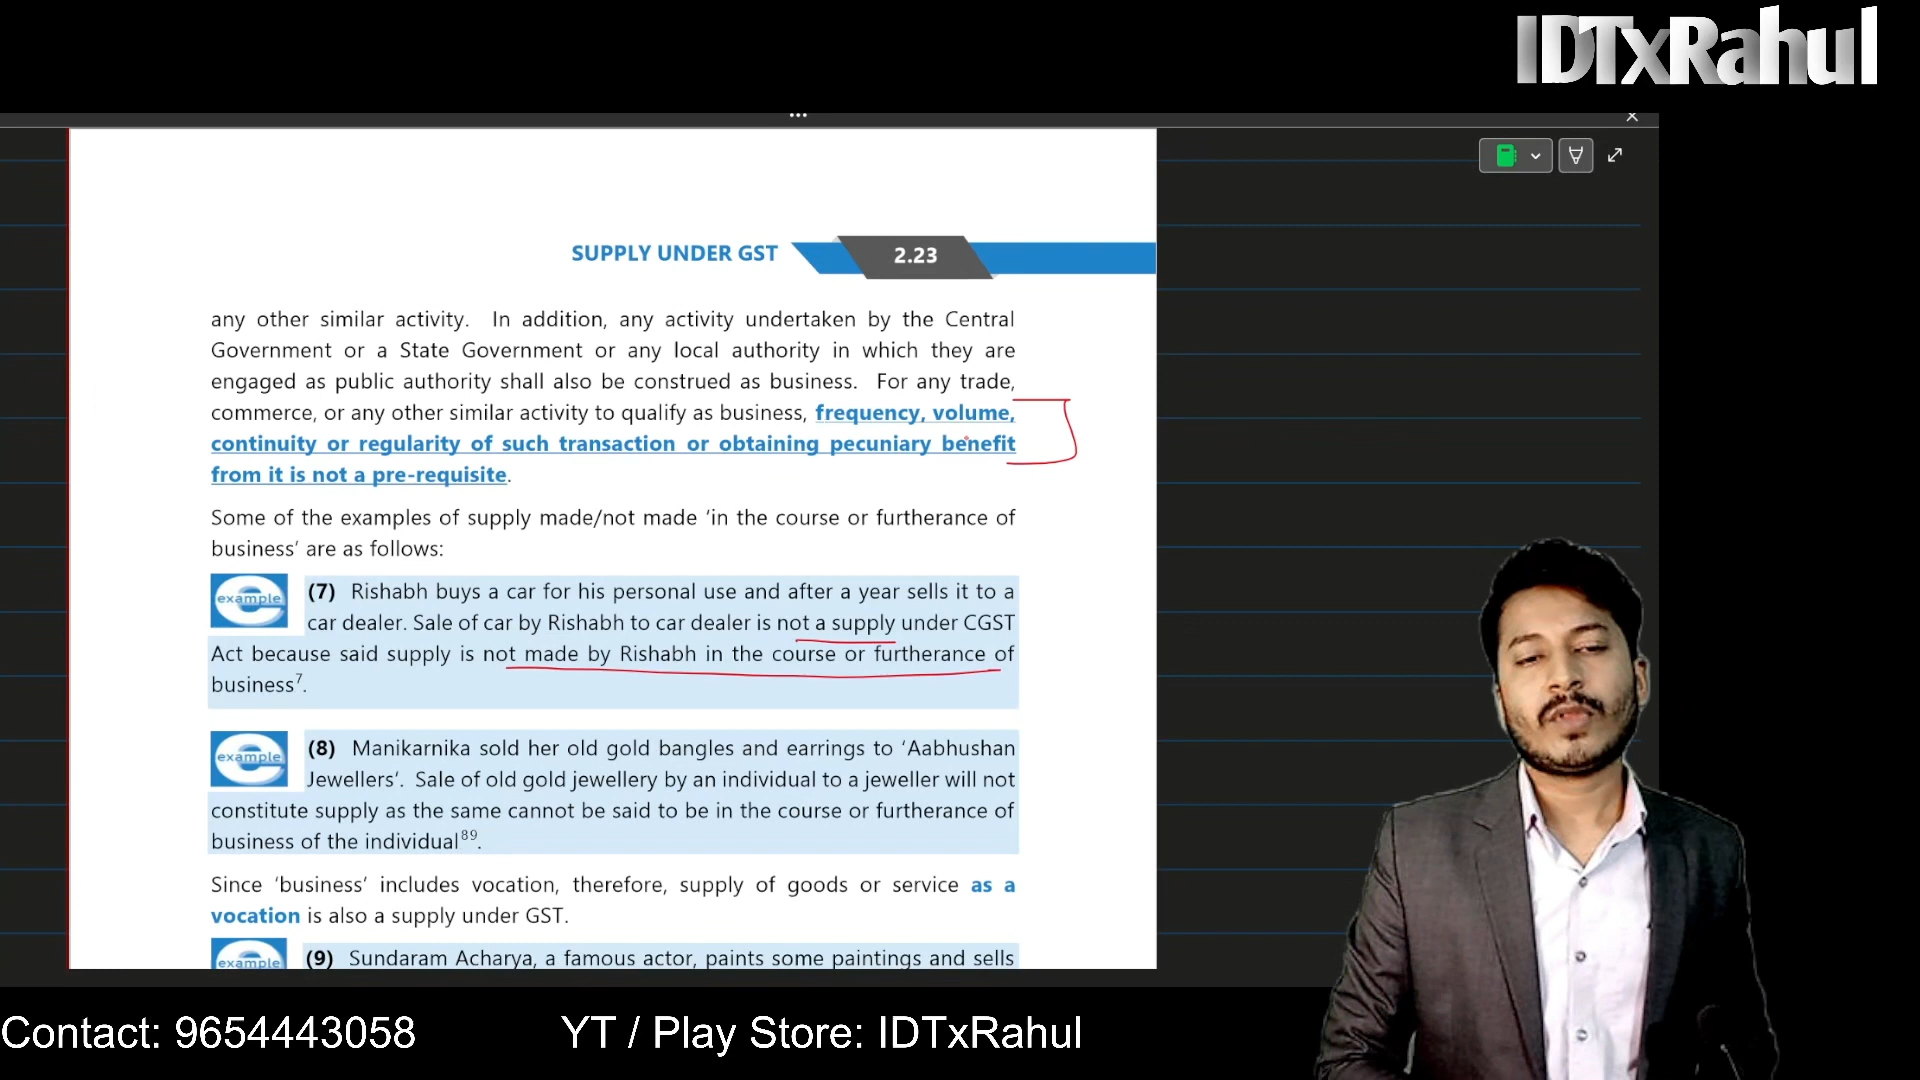 IDTxRahul
SUPPLY UNDER GST 2.23
any other similar activity. In addition, any activity undertaken by the Central
Government or a State Government or any local authority in which they are
engaged as public authority shall also be construed as business. For any trade,
commerce, or any other similar activity to qualify as business, frequency, volume,
continuity or regularity of such transaction or obtaining pecuniary benefit
from it is not a pre-requisite.
Some of the examples of supply made/not made ‘in the course or furtherance of
business’ are as follows:
example (7) Rishabh buys a car for his personal use and after a year sells it to a
car dealer. Sale of car by Rishabh to car dealer is not a supply under CGST
Act because said supply is not made by Rishabh in the course or furtherance of
business7.
example (8) Manikarnika sold her old gold bangles and earrings to ‘Aabhushan
Jewellers’. Sale of old gold jewellery by an individual to a jeweller will not
constitute supply as the same cannot be said to be in the course or furtherance of
business of the individual89.
Since ‘business’ includes vocation, therefore, supply of goods or service as a
vocation is also a supply under GST.
example (9) Sundaram Acharya, a famous actor, paints some paintings and sells
Contact: 9654443058 YT / Play Store: IDTxRahul